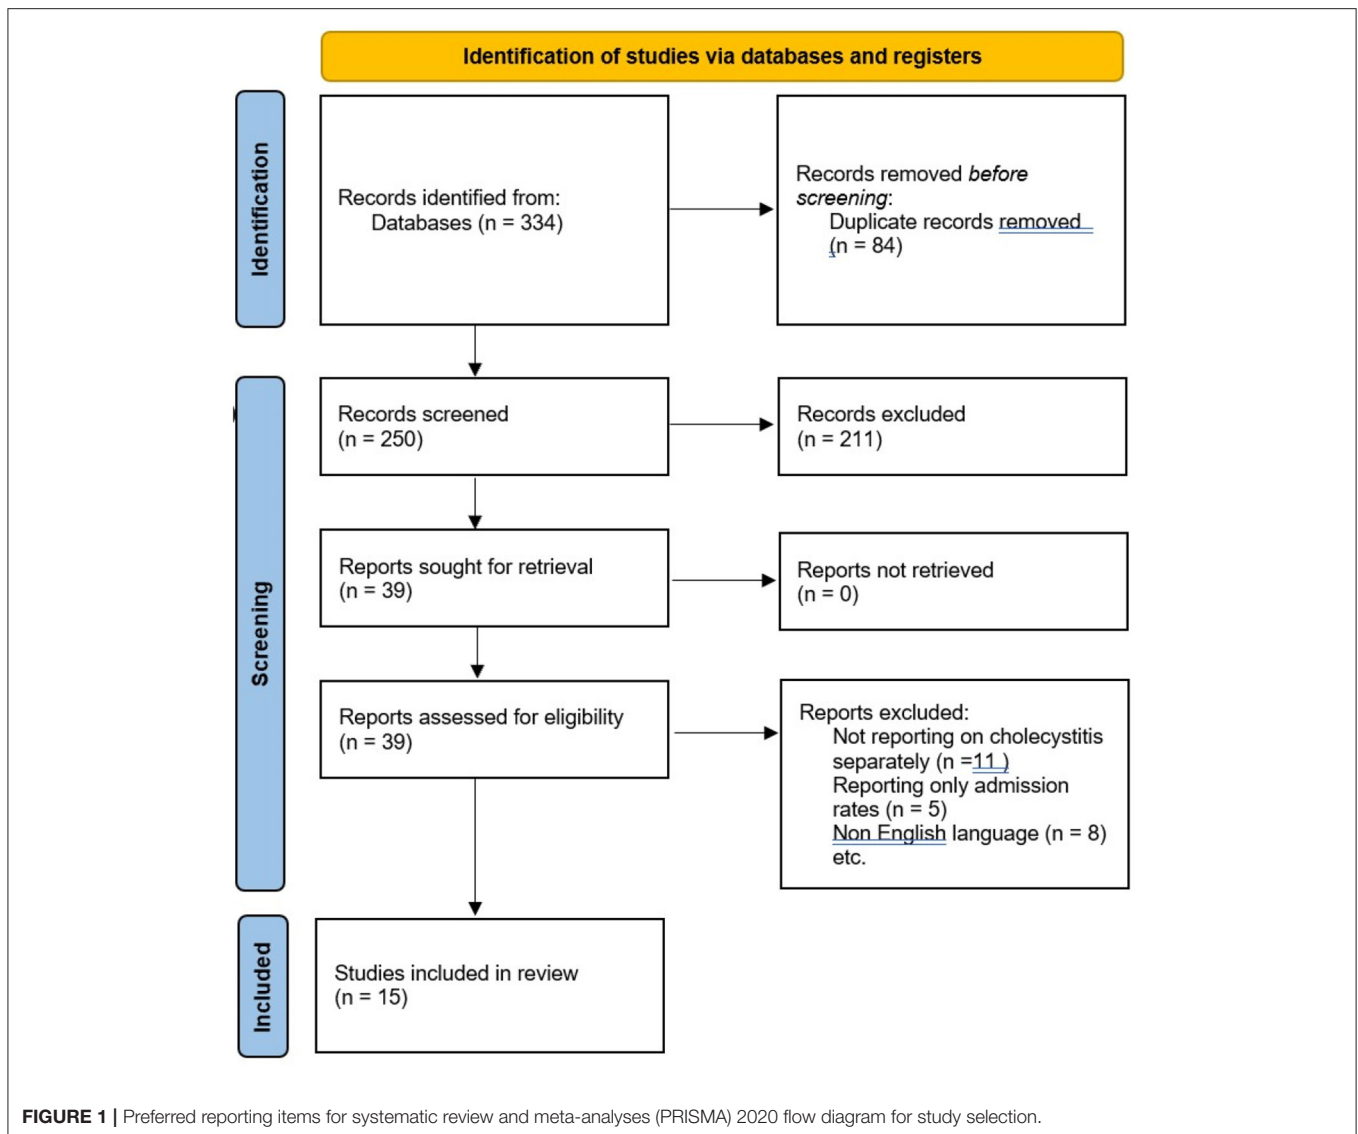 Identification of studies via databases and registers
Identification
Records identified from:
Databases (n = 334)
Records removed before
screening:
Duplicate records removed
(n = 84)
Screening
Records screened
(n = 250)
Records excluded
(n = 211)
Reports sought for retrieval
(n = 39)
Reports not retrieved
(n = 0)
Reports assessed for eligibility
(n = 39)
Reports excluded:
Not reporting on cholecystitis
separately (n =11 )
Reporting only admission
rates (n = 5)
Non English language (n = 8)
etc.
Included
Studies included in review
(n = 15)
FIGURE 1 | Preferred reporting items for systematic review and meta-analyses (PRISMA) 2020 flow diagram for study selection.